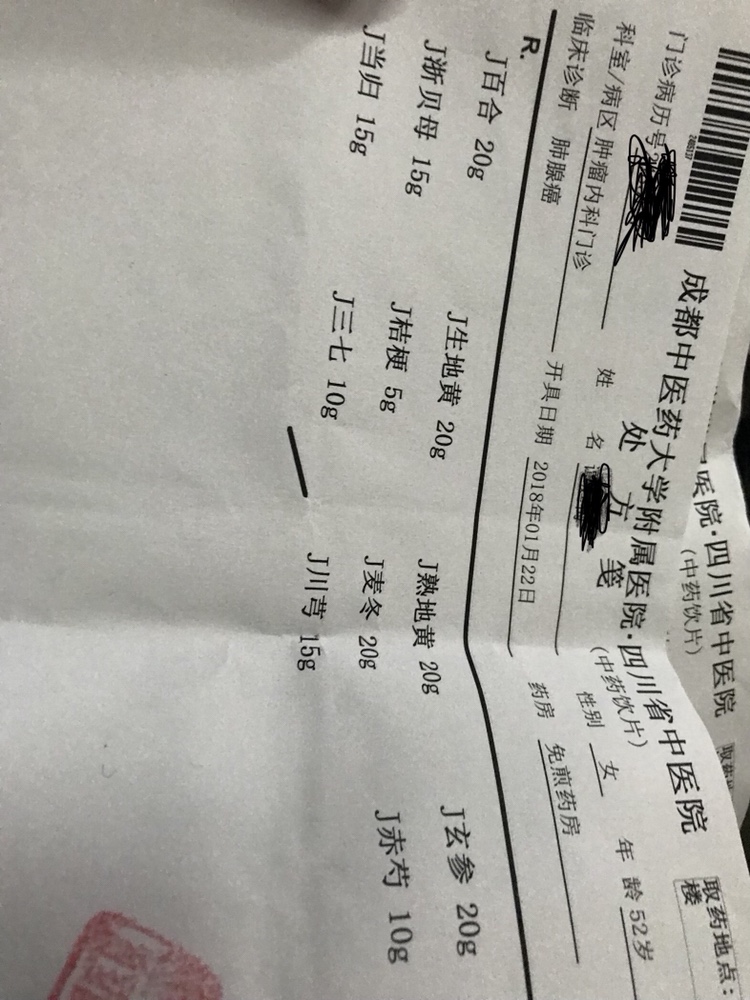 医院·四川省中医院
(中药饮片)
成都中医药大学附属医院·四川省中医院
处 方 笺
(中药饮片)
取药地点:
楼
门诊病历号
科室/病区 肿瘤内科门诊 姓 名 性别 女 年 龄 52岁
临床诊断 肺腺癌 开具日期 2018年01月22日 药房 免煎药房
R.
J百合 20g J生地黄 20g J熟地黄 20g J玄参 20g
J浙贝母 15g J桔梗 5g J麦冬 20g J赤芍 10g
J当归 15g J三七 10g J川芎 15g